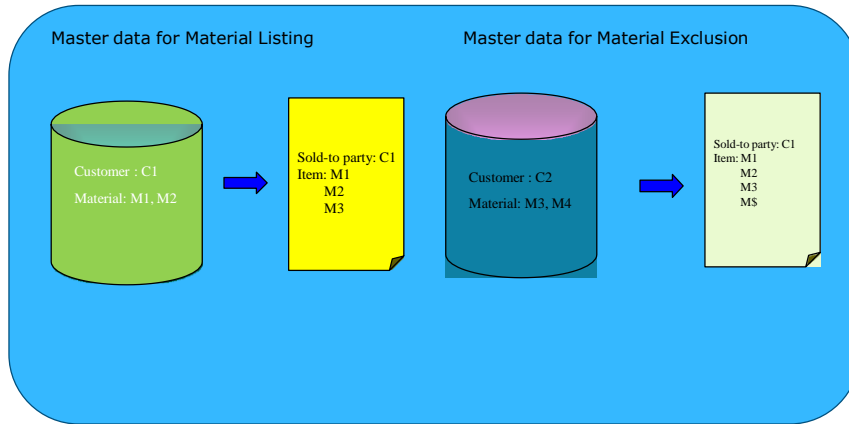 Master data for Material Listing
Master data for Material Exclusion
Customer : C1
Material: M1, M2
Sold-to party: C1
Item: M1
M2
M3
Customer : C2
Material: M3, M4
Sold-to party: C1
Item: M1
M2
M3
M$